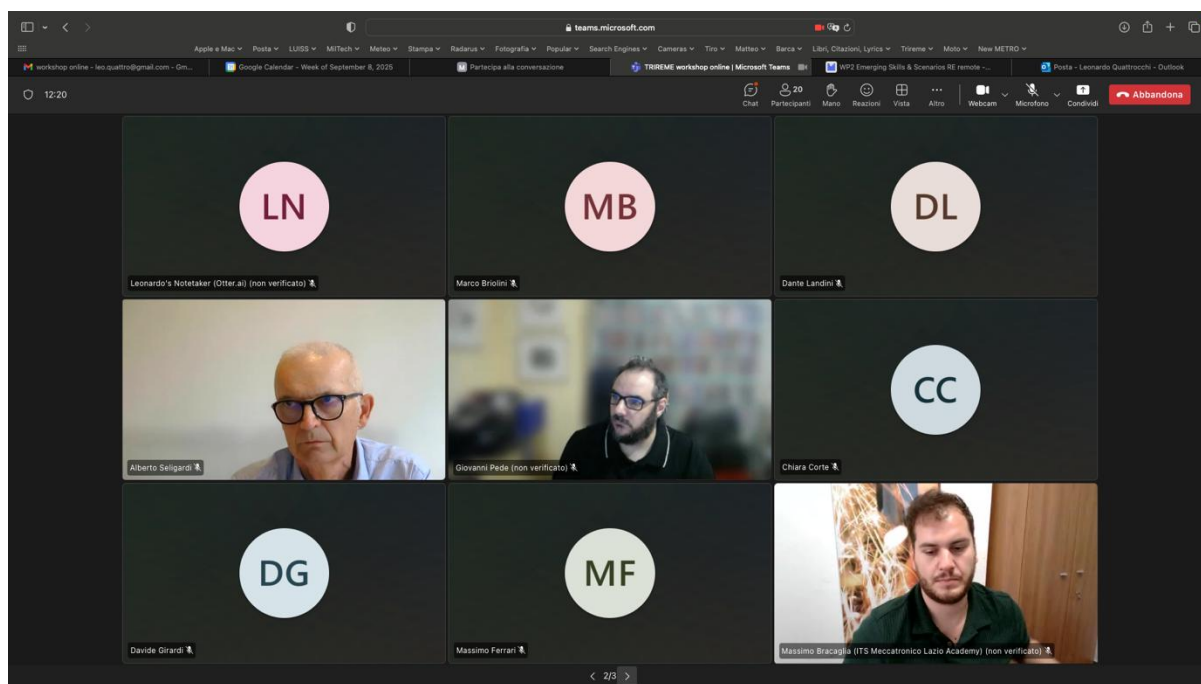 teams.microsoft.com
Apple e Mac Posta LUISS MilTech Meteo Stampa Radarus Fotografia Popular Search Engines Cameras Tiro Matteo Barca Libri, Citazioni, Lyrics Trireme Moto New METRO
workshop online - leo.quattro@gmail.com - Gm... Google Calendar - Week of September 8, 2025 Partecipa alla conversazione TRIREME workshop online | Microsoft Teams WP2 Emerging Skills & Scenarios RE remote -... Posta - Leonardo Quattrocchi - Outlook
12:20
20
Chat Partecipanti Mano Reazioni Vista Altro Webcam Microfono Condividi Abbandona
LN MB DL
Leonardo's Notetaker (Otter.ai) (non verificato) Marco Briolini Dante Landini
CC
Alberto Seligardi Giovanni Pede (non verificato) Chiara Corte
DG MF
Davide Girardi Massimo Ferrari Massimo Bracaglia (ITS Meccatronico Lazio Academy) (non verificato)
2/3